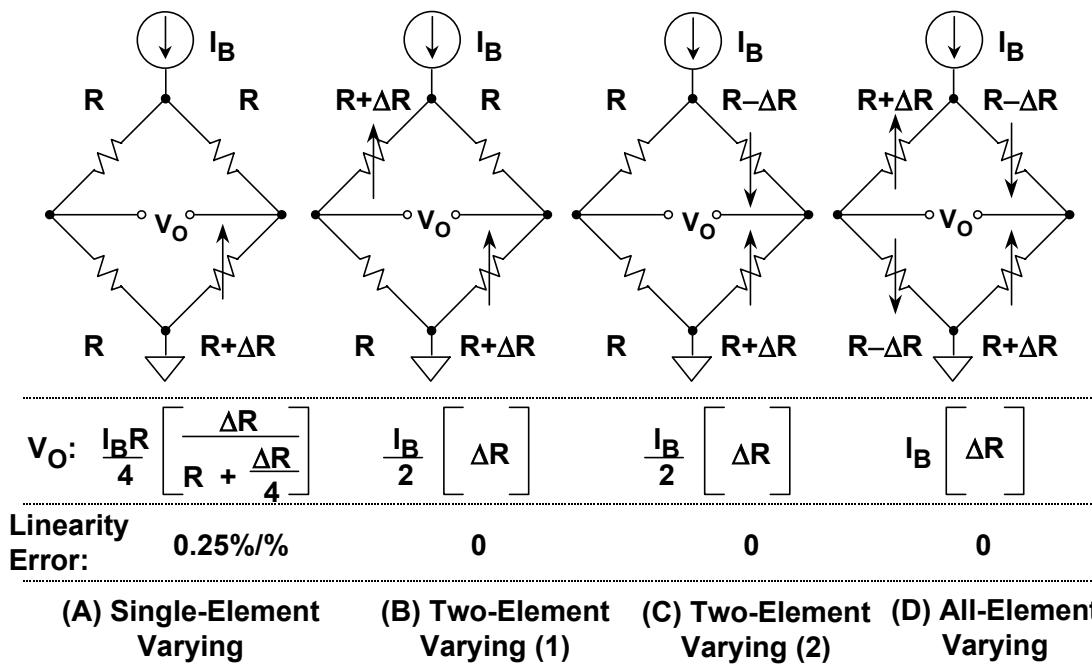 I_B I_B I_B I_B
R R R+ΔR R R R−ΔR R+ΔR R−ΔR
V_O V_O V_O V_O
R R+ΔR R R+ΔR R R+ΔR R−ΔR R+ΔR
V_O: I_BR/4 [ΔR / (R + ΔR/4)] I_B/2 [ΔR] I_B/2 [ΔR] I_B [ΔR]
Linearity
Error: 0.25%/% 0 0 0
(A) Single-Element (B) Two-Element (C) Two-Element (D) All-Element
Varying Varying (1) Varying (2) Varying